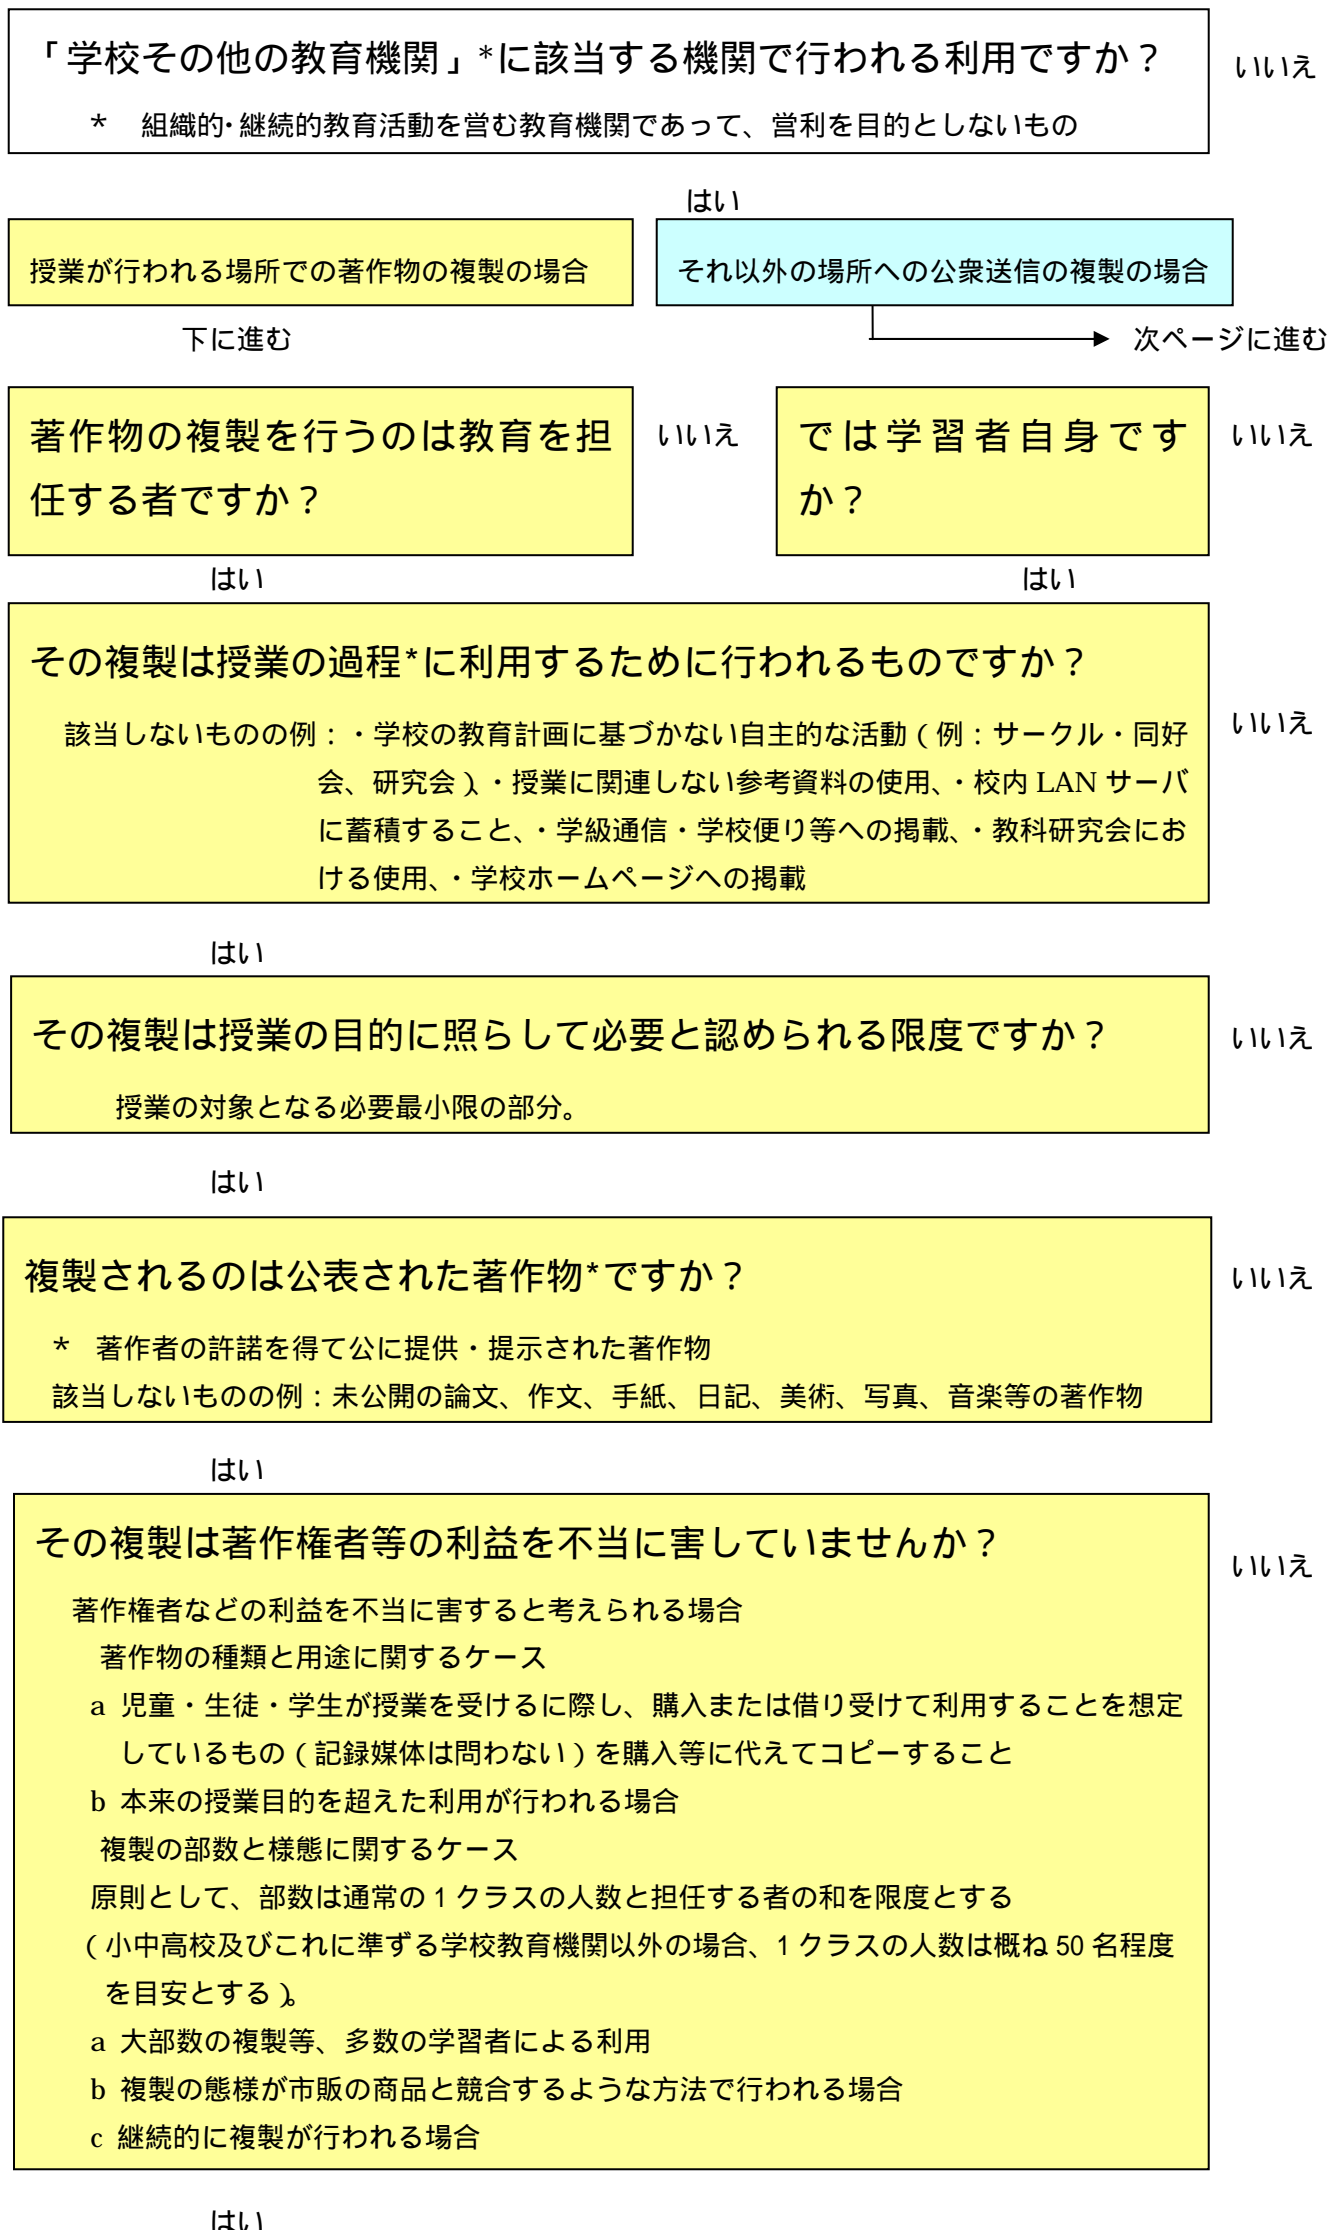 「学校その他の教育機関」*に該当する機関で行われる利用ですか？
いいえ
* 組織的・継続的教育活動を営む教育機関であって、営利を目的としないもの
はい
授業が行われる場所での著作物の複製の場合
それ以外の場所への公衆送信の複製の場合
下に進む
次ページに進む
著作物の複製を行うのは教育を担
任する者ですか？
いいえ
では学習者自身です
か？
いいえ
はい
はい
その複製は授業の過程*に利用するために行われるものですか？
いいえ
該当しないものの例：・学校の教育計画に基づかない自主的な活動（例：サークル・同好
会、研究会）、・授業に関連しない参考資料の使用、・校内 LAN サーバ
に蓄積すること、・学級通信・学校便り等への掲載、・教科研究会にお
ける使用、・学校ホームページへの掲載
はい
その複製は授業の目的に照らして必要と認められる限度ですか？
いいえ
授業の対象となる必要最小限の部分。
はい
複製されるのは公表された著作物*ですか？
いいえ
* 著作者の許諾を得て公に提供・提示された著作物
該当しないものの例：未公開の論文、作文、手紙、日記、美術、写真、音楽等の著作物
はい
その複製は著作権者等の利益を不当に害していませんか？
いいえ
著作権者などの利益を不当に害すると考えられる場合
著作物の種類と用途に関するケース
a 児童・生徒・学生が授業を受けるに際し、購入または借り受けて利用することを想定
しているもの（記録媒体は問わない）を購入等に代えてコピーすること
b 本来の授業目的を超えた利用が行われる場合
複製の部数と様態に関するケース
原則として、部数は通常の 1 クラスの人数と担任する者の和を限度とする
（小中高校及びこれに準ずる学校教育機関以外の場合、1 クラスの人数は概ね 50 名程度
を目安とする）。
a 大部数の複製等、多数の学習者による利用
b 複製の態様が市販の商品と競合するような方法で行われる場合
c 継続的に複製が行われる場合
はい